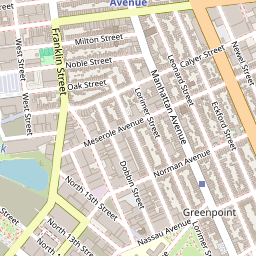 Avenue
Milton Street
Noble Street
Oak Street
West Street
West Street
Franklin Street
Calyer Street
Leonard Street
Newel Street
Eckford Street
Manhattan Avenue
Lorimer Street
Meserole Avenue
Norman Avenue
Dobbin Street
North 15th Street
Greenpoint
Nassau Avenue
North 13th Street
Lorimer Street